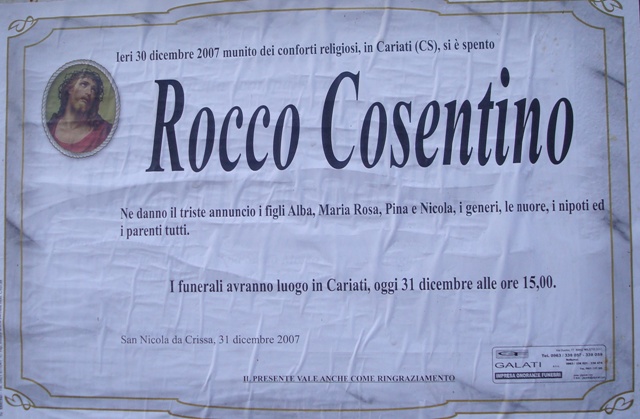 Ieri 30 dicembre 2007 munito dei conforti religiosi, in Cariati (CS), si è spento
Rocco Cosentino
Ne danno il triste annuncio i figli Alba, Maria Rosa, Pina e Nicola, i generi, le nuore, i nipoti ed
i parenti tutti.
I funerali avranno luogo in Cariati, oggi 31 dicembre alle ore 15,00.
San Nicola da Crissa, 31 dicembre 2007
GALATI
IMPRESA ONORANZE FUNEBRI
IL PRESENTE VALE ANCHE COME RINGRAZIAMENTO